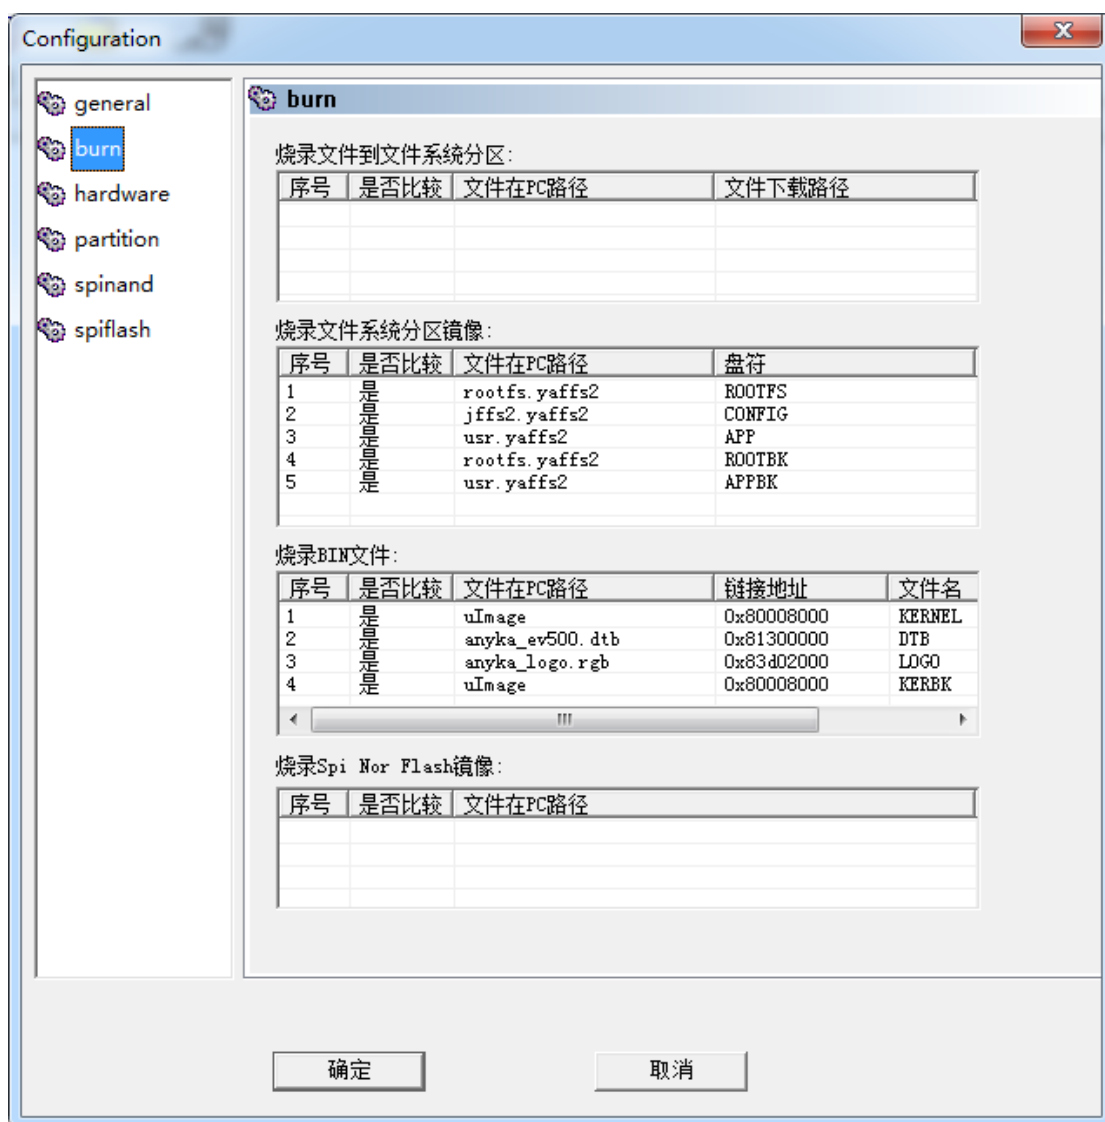 Configuration
general
burn
hardware
partition
spinand
spiflash
burn
烧录文件到文件系统分区:
序号 是否比较 文件在PC路径 文件下载路径
烧录文件系统分区镜像:
序号 是否比较 文件在PC路径 盘符
1 是 rootfs.yaffs2 ROOTFS
2 是 jffs2.yaffs2 CONFIG
3 是 usr.yaffs2 APP
4 是 rootfs.yaffs2 ROOTBK
5 是 usr.yaffs2 APPBK
烧录BIN文件:
序号 是否比较 文件在PC路径 链接地址 文件名
1 是 uImage 0x80008000 KERNEL
2 是 anyka_ev500.dtb 0x81300000 DTB
3 是 anyka_logo.rgb 0x83d02000 LOGO
4 是 uImage 0x80008000 KERBK
烧录Spi Nor Flash镜像:
序号 是否比较 文件在PC路径
确定 取消